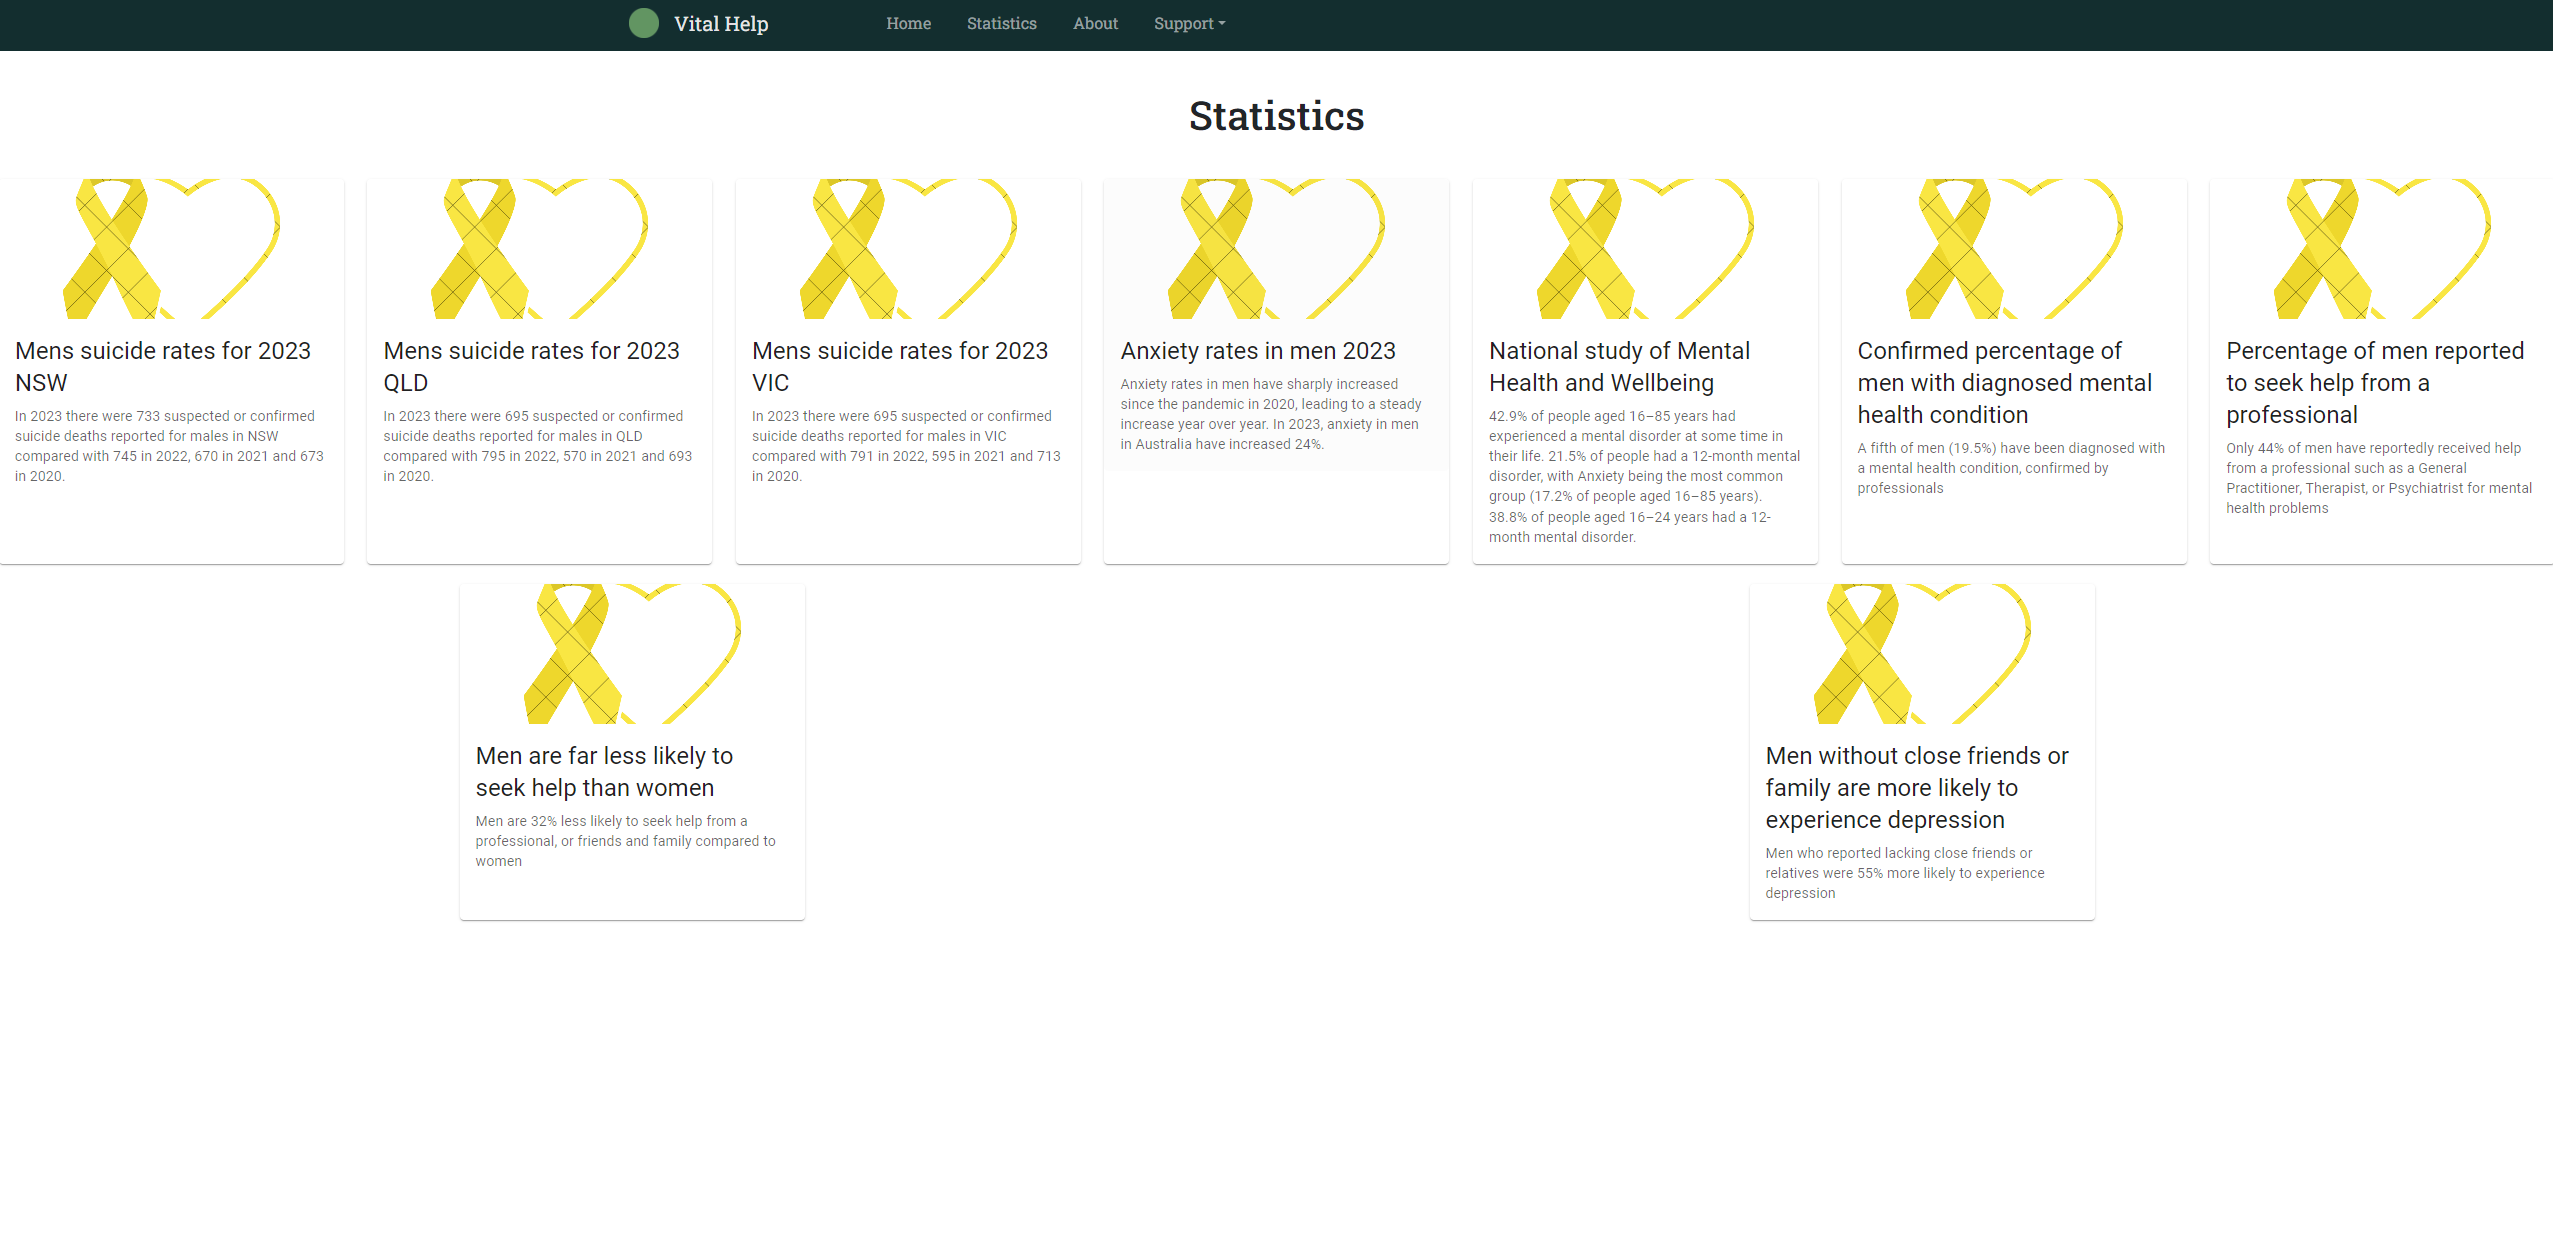 Vital Help
Home Statistics About Support
Statistics
Mens suicide rates for 2023
NSW
In 2023 there were 733 suspected or confirmed
suicide deaths reported for males in NSW
compared with 745 in 2022, 670 in 2021 and 673
in 2020.
Mens suicide rates for 2023
QLD
In 2023 there were 695 suspected or confirmed
suicide deaths reported for males in QLD
compared with 795 in 2022, 570 in 2021 and 693
in 2020.
Mens suicide rates for 2023
VIC
In 2023 there were 695 suspected or confirmed
suicide deaths reported for males in VIC
compared with 791 in 2022, 595 in 2021 and 713
in 2020.
Anxiety rates in men 2023
Anxiety rates in men have sharply increased
since the pandemic in 2020, leading to a steady
increase year over year. In 2023, anxiety in men
in Australia have increased 24%.
National study of Mental
Health and Wellbeing
42.9% of people aged 16–85 years had
experienced a mental disorder at some time in
their life. 21.5% of people had a 12-month mental
disorder, with Anxiety being the most common
group (17.2% of people aged 16–85 years).
38.8% of people aged 16–24 years had a 12-
month mental disorder.
Confirmed percentage of
men with diagnosed mental
health condition
A fifth of men (19.5%) have been diagnosed with
a mental health condition, confirmed by
professionals
Percentage of men reported
to seek help from a
professional
Only 44% of men have reportedly received help
from a professional such as a General
Practitioner, Therapist, or Psychiatrist for mental
health problems
Men are far less likely to
seek help than women
Men are 32% less likely to seek help from a
professional, or friends and family compared to
women
Men without close friends or
family are more likely to
experience depression
Men who reported lacking close friends or
relatives were 55% more likely to experience
depression